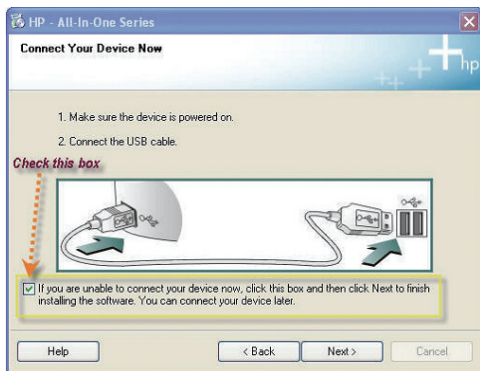 HP - All-In-One Series
Connect Your Device Now
hp
1. Make sure the device is powered on.
2. Connect the USB cable.
Check this box
If you are unable to connect your device now, click this box and then click Next to finish
installing the software. You can connect your device later.
Help
< Back
Next >
Cancel